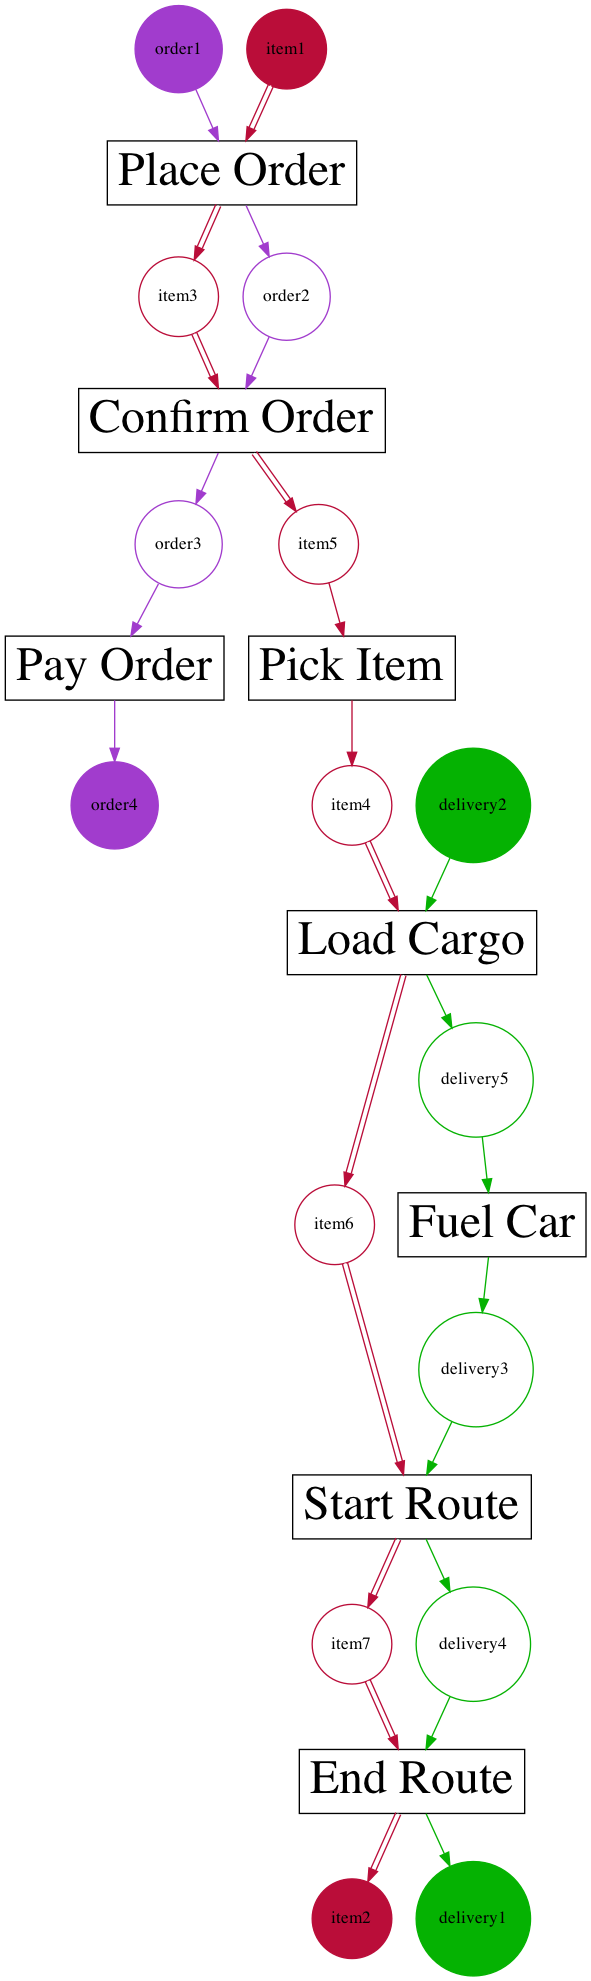 order1
item1
Place Order
item3
order2
Confirm Order
order3
item5
Pay Order
Pick Item
order4
item4
delivery2
Load Cargo
delivery5
item6
Fuel Car
delivery3
Start Route
item7
delivery4
End Route
item2
delivery1